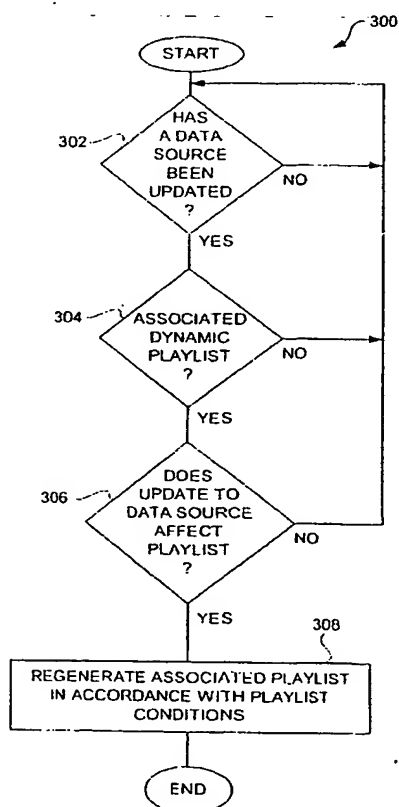 300
START
302
HAS
A DATA
SOURCE
BEEN
UPDATED
?
NO
YES
304
ASSOCIATED
DYNAMIC
PLAYLIST
?
NO
YES
306
DOES
UPDATE TO
DATA SOURCE
AFFECT
PLAYLIST
?
NO
YES
308
REGENERATE ASSOCIATED PLAYLIST
IN ACCORDANCE WITH PLAYLIST
CONDITIONS
END